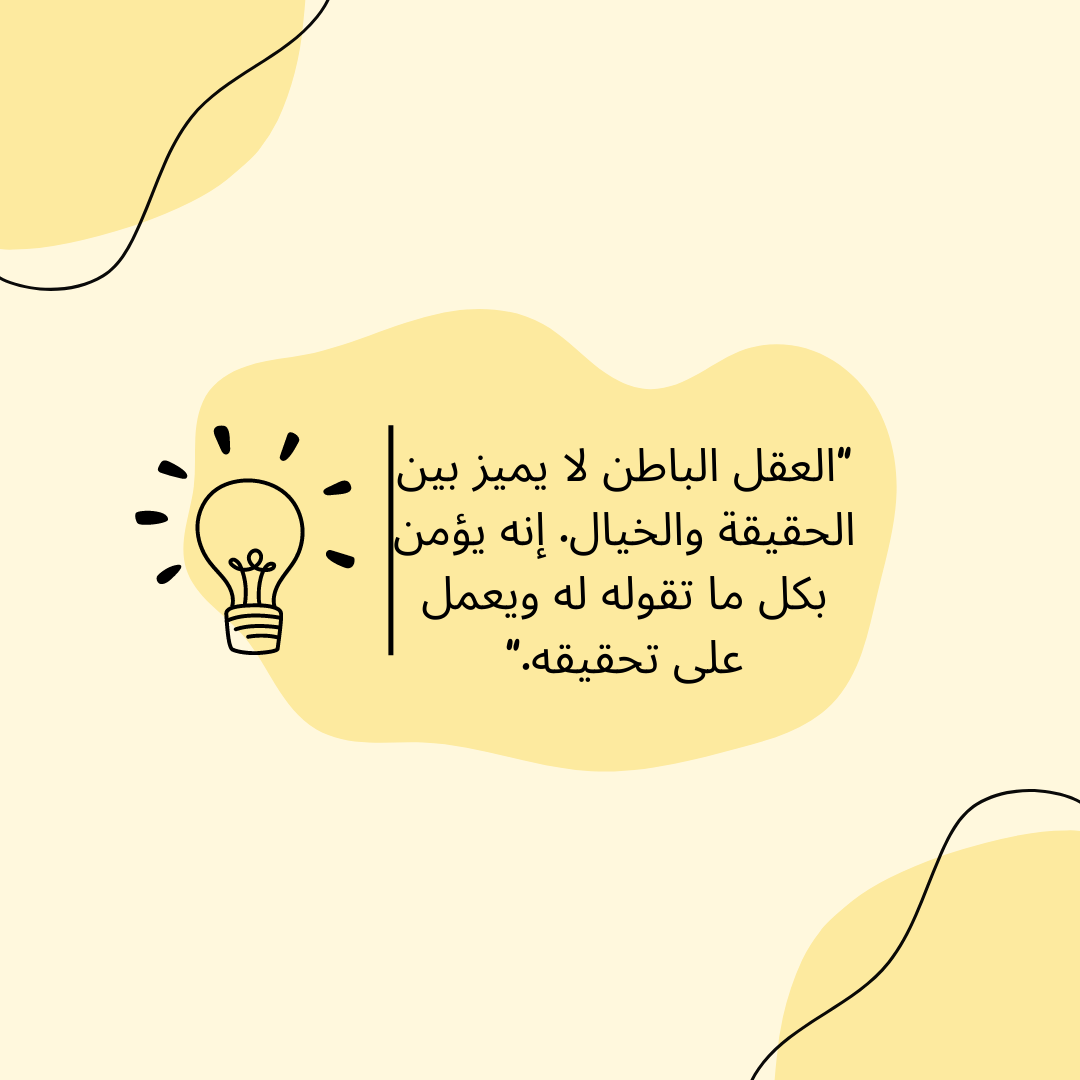 "العقل الباطن لا يميز بين
الحقيقة والخيال. إنه يؤمن
بكل ما تقوله له ويعمل
على تحقيقه."